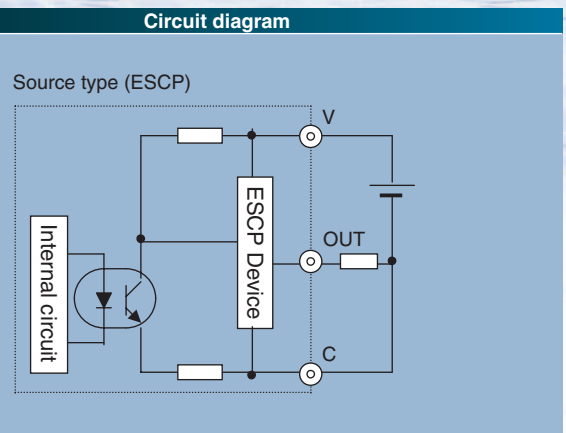 Circuit diagram
Source type (ESCP)
V
ESCP Device
OUT
Internal circuit
C